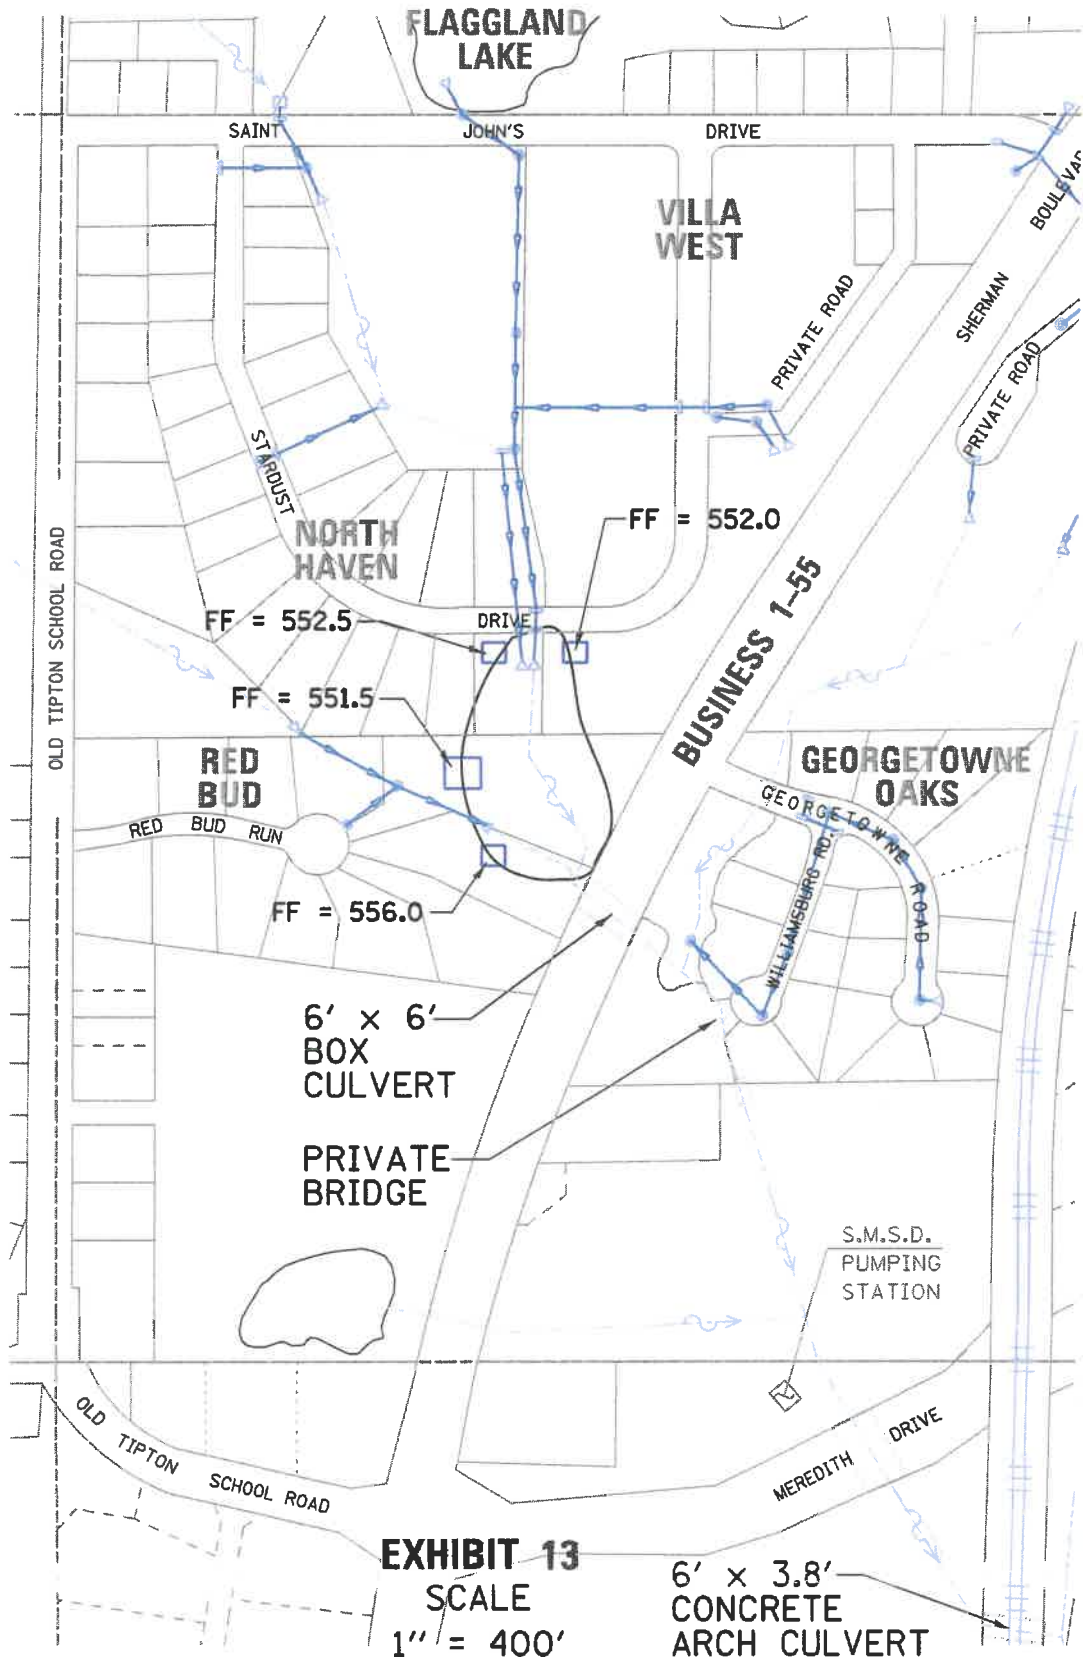 FLAGGLAND
LAKE
SAINT JOHN'S DRIVE
VILLA
WEST
BOULEVAR
SHERMAN
PRIVATE ROAD
PRIVATE ROAD
STARDUST
NORTH
HAVEN
FF = 552.0
OLD TIPTON SCHOOL ROAD
DRIVE
FF = 552.5
BUSINESS 1-55
FF = 551.5
RED
BUD
GEORGETOWNE
OAKS
GEORGETOWNE ROAD
RED BUD RUN
WILLIAMSBURG RD.
FF = 556.0
6' X 6'
BOX
CULVERT
PRIVATE
BRIDGE
S.M.S.D.
PUMPING
STATION
OLD TIPTON SCHOOL ROAD
MEREDITH DRIVE
EXHIBIT 13
SCALE
1" = 400'
6' X 3.8'
CONCRETE
ARCH CULVERT